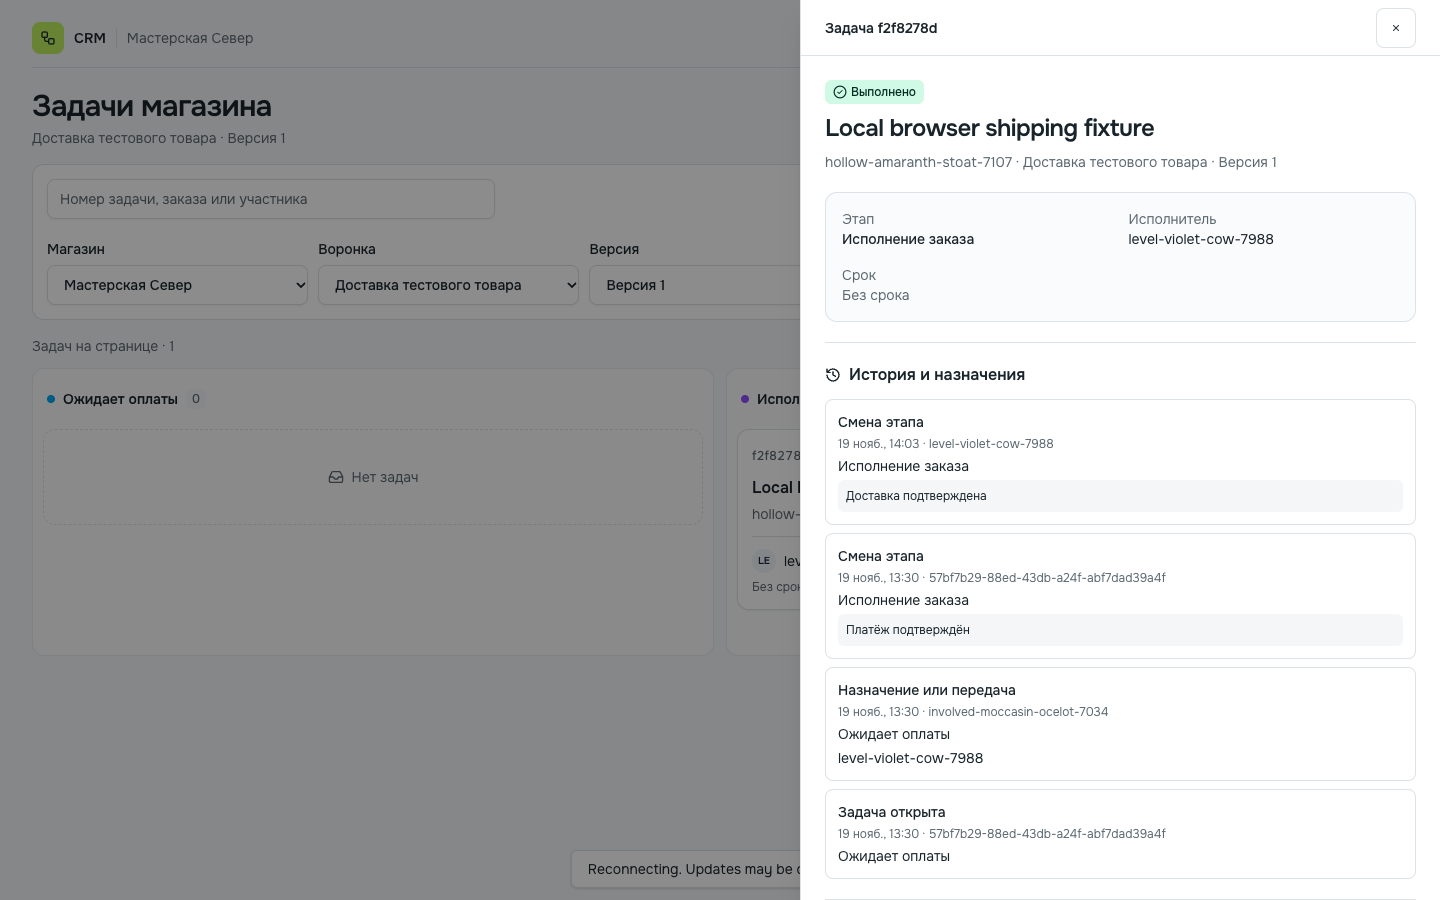 CRM
Мастерская Север
Задачи магазина
Доставка тестового товара · Версия 1
Номер задачи, заказа или участника
Магазин
Воронка
Версия
Мастерская Север
Доставка тестового товара
Версия 1
Задач на странице · 1
Ожидает оплаты
0
Нет задач
Испол
f2f8278
Local
hollow-
LE
lev
Без срок
Reconnecting. Updates may be
Задача f2f8278d
×
Выполнено
Local browser shipping fixture
hollow-amaranth-stoat-7107 · Доставка тестового товара · Версия 1
Этап
Исполнение заказа
Исполнитель
level-violet-cow-7988
Срок
Без срока
История и назначения
Смена этапа
19 нояб., 14:03 · level-violet-cow-7988
Исполнение заказа
Доставка подтверждена
Смена этапа
19 нояб., 13:30 · 57bf7b29-88ed-43db-a24f-abf7dad39a4f
Исполнение заказа
Платёж подтверждён
Назначение или передача
19 нояб., 13:30 · involved-moccasin-ocelot-7034
Ожидает оплаты
level-violet-cow-7988
Задача открыта
19 нояб., 13:30 · 57bf7b29-88ed-43db-a24f-abf7dad39a4f
Ожидает оплаты